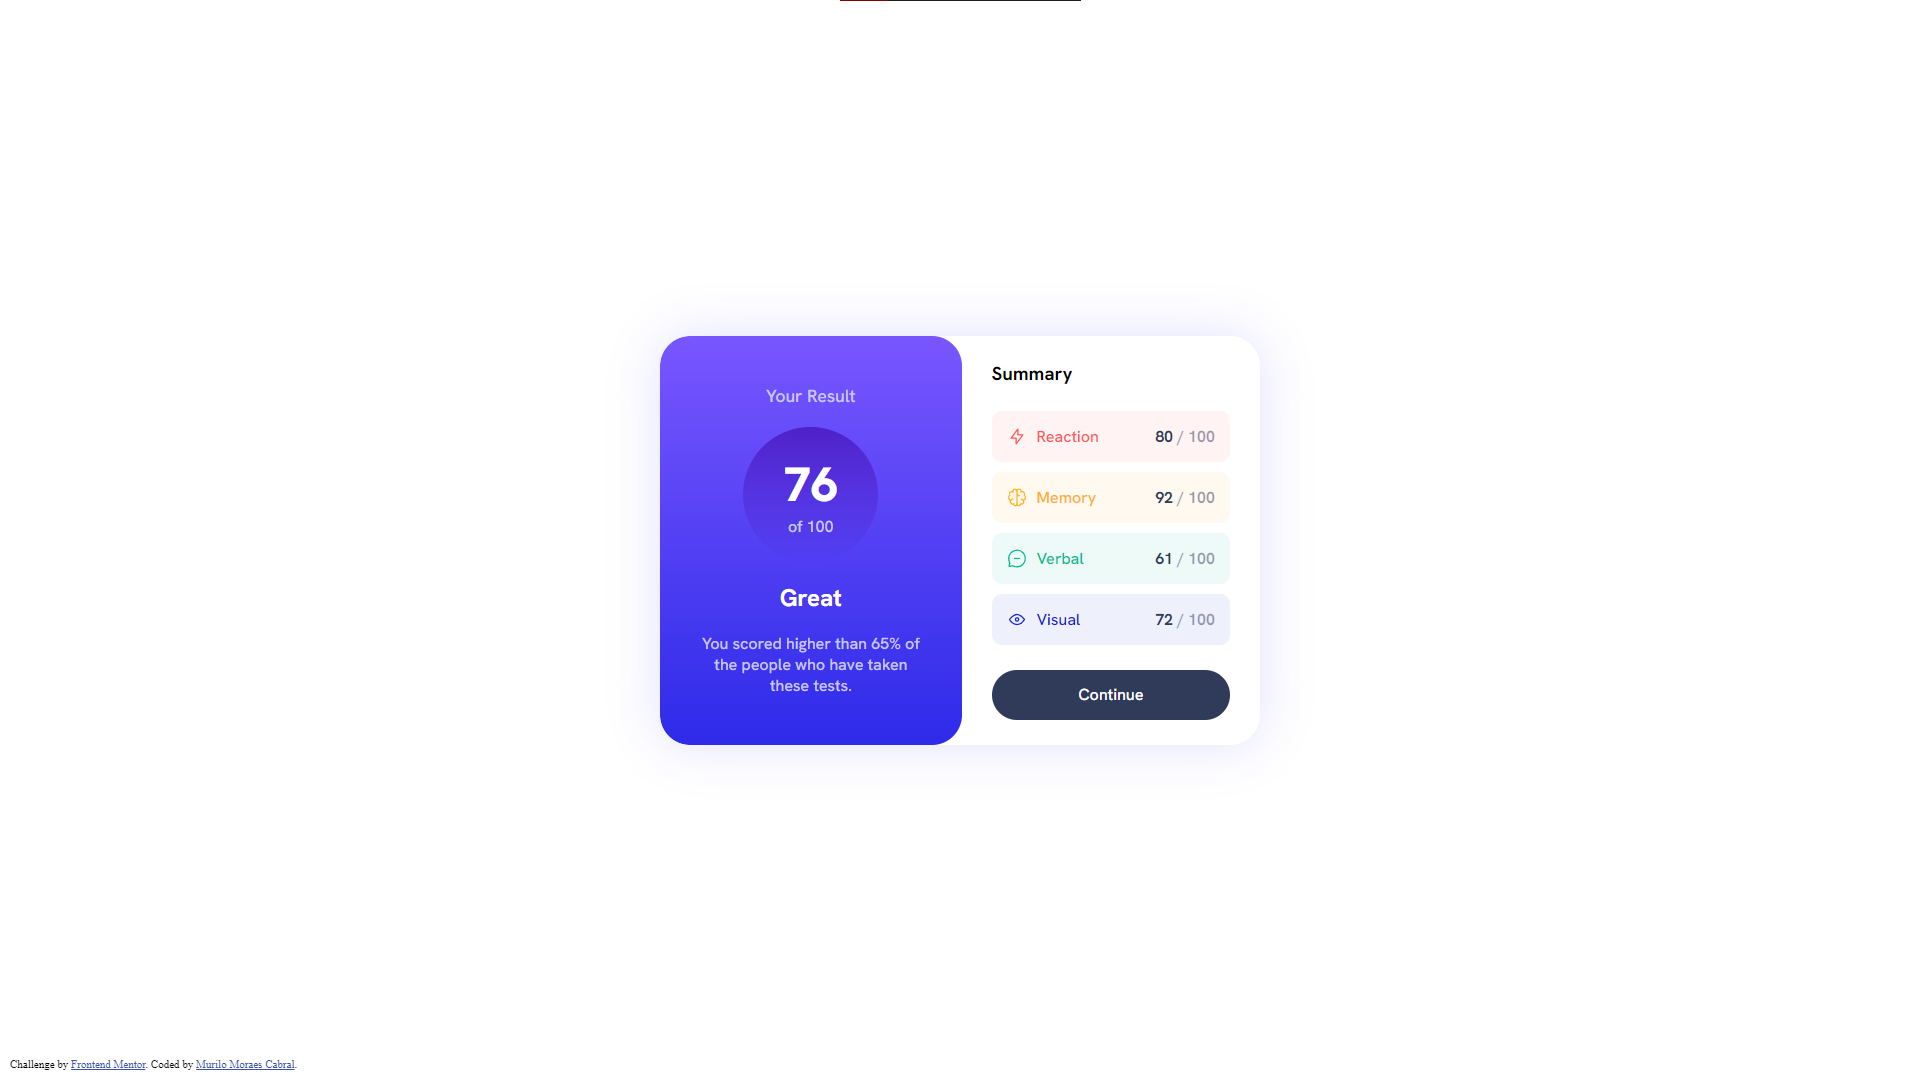 Your Result
76
of 100
Great
You scored higher than 65% of
the people who have taken
these tests.
Summary
Reaction 80 / 100
Memory 92 / 100
Verbal 61 / 100
Visual 72 / 100
Continue
Challenge by Frontend Mentor. Coded by Murilo Moraes Cabral.